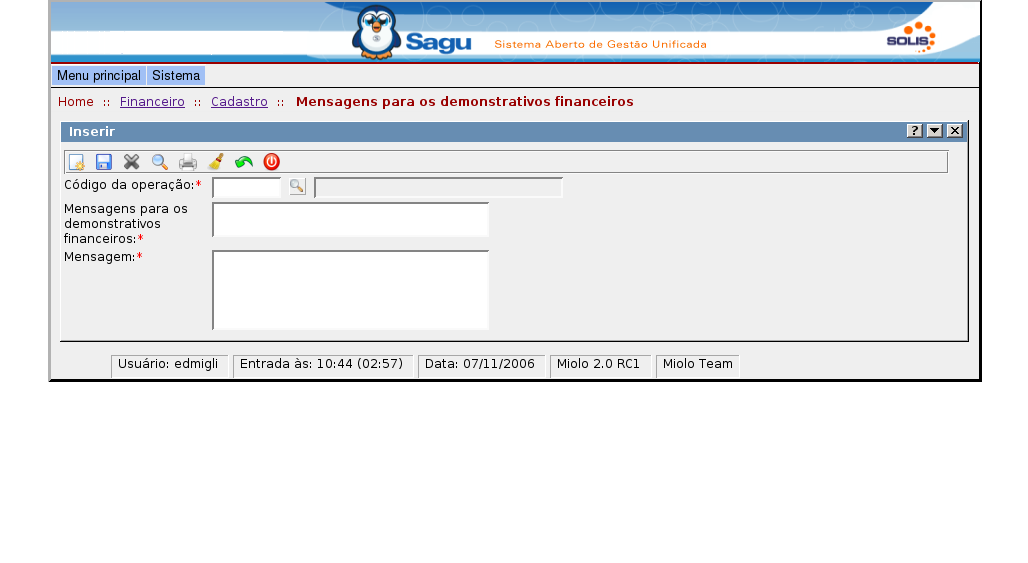 Sagu Sistema Aberto de Gestão Unificada SOLIS
Menu principal Sistema
Home :: Financeiro :: Cadastro :: Mensagens para os demonstrativos financeiros
Inserir ?
Código da operação:*
Mensagens para os
demonstrativos
financeiros:*
Mensagem:*
Usuário: edmigli Entrada às: 10:44 (02:57) Data: 07/11/2006 Miolo 2.0 RC1 Miolo Team